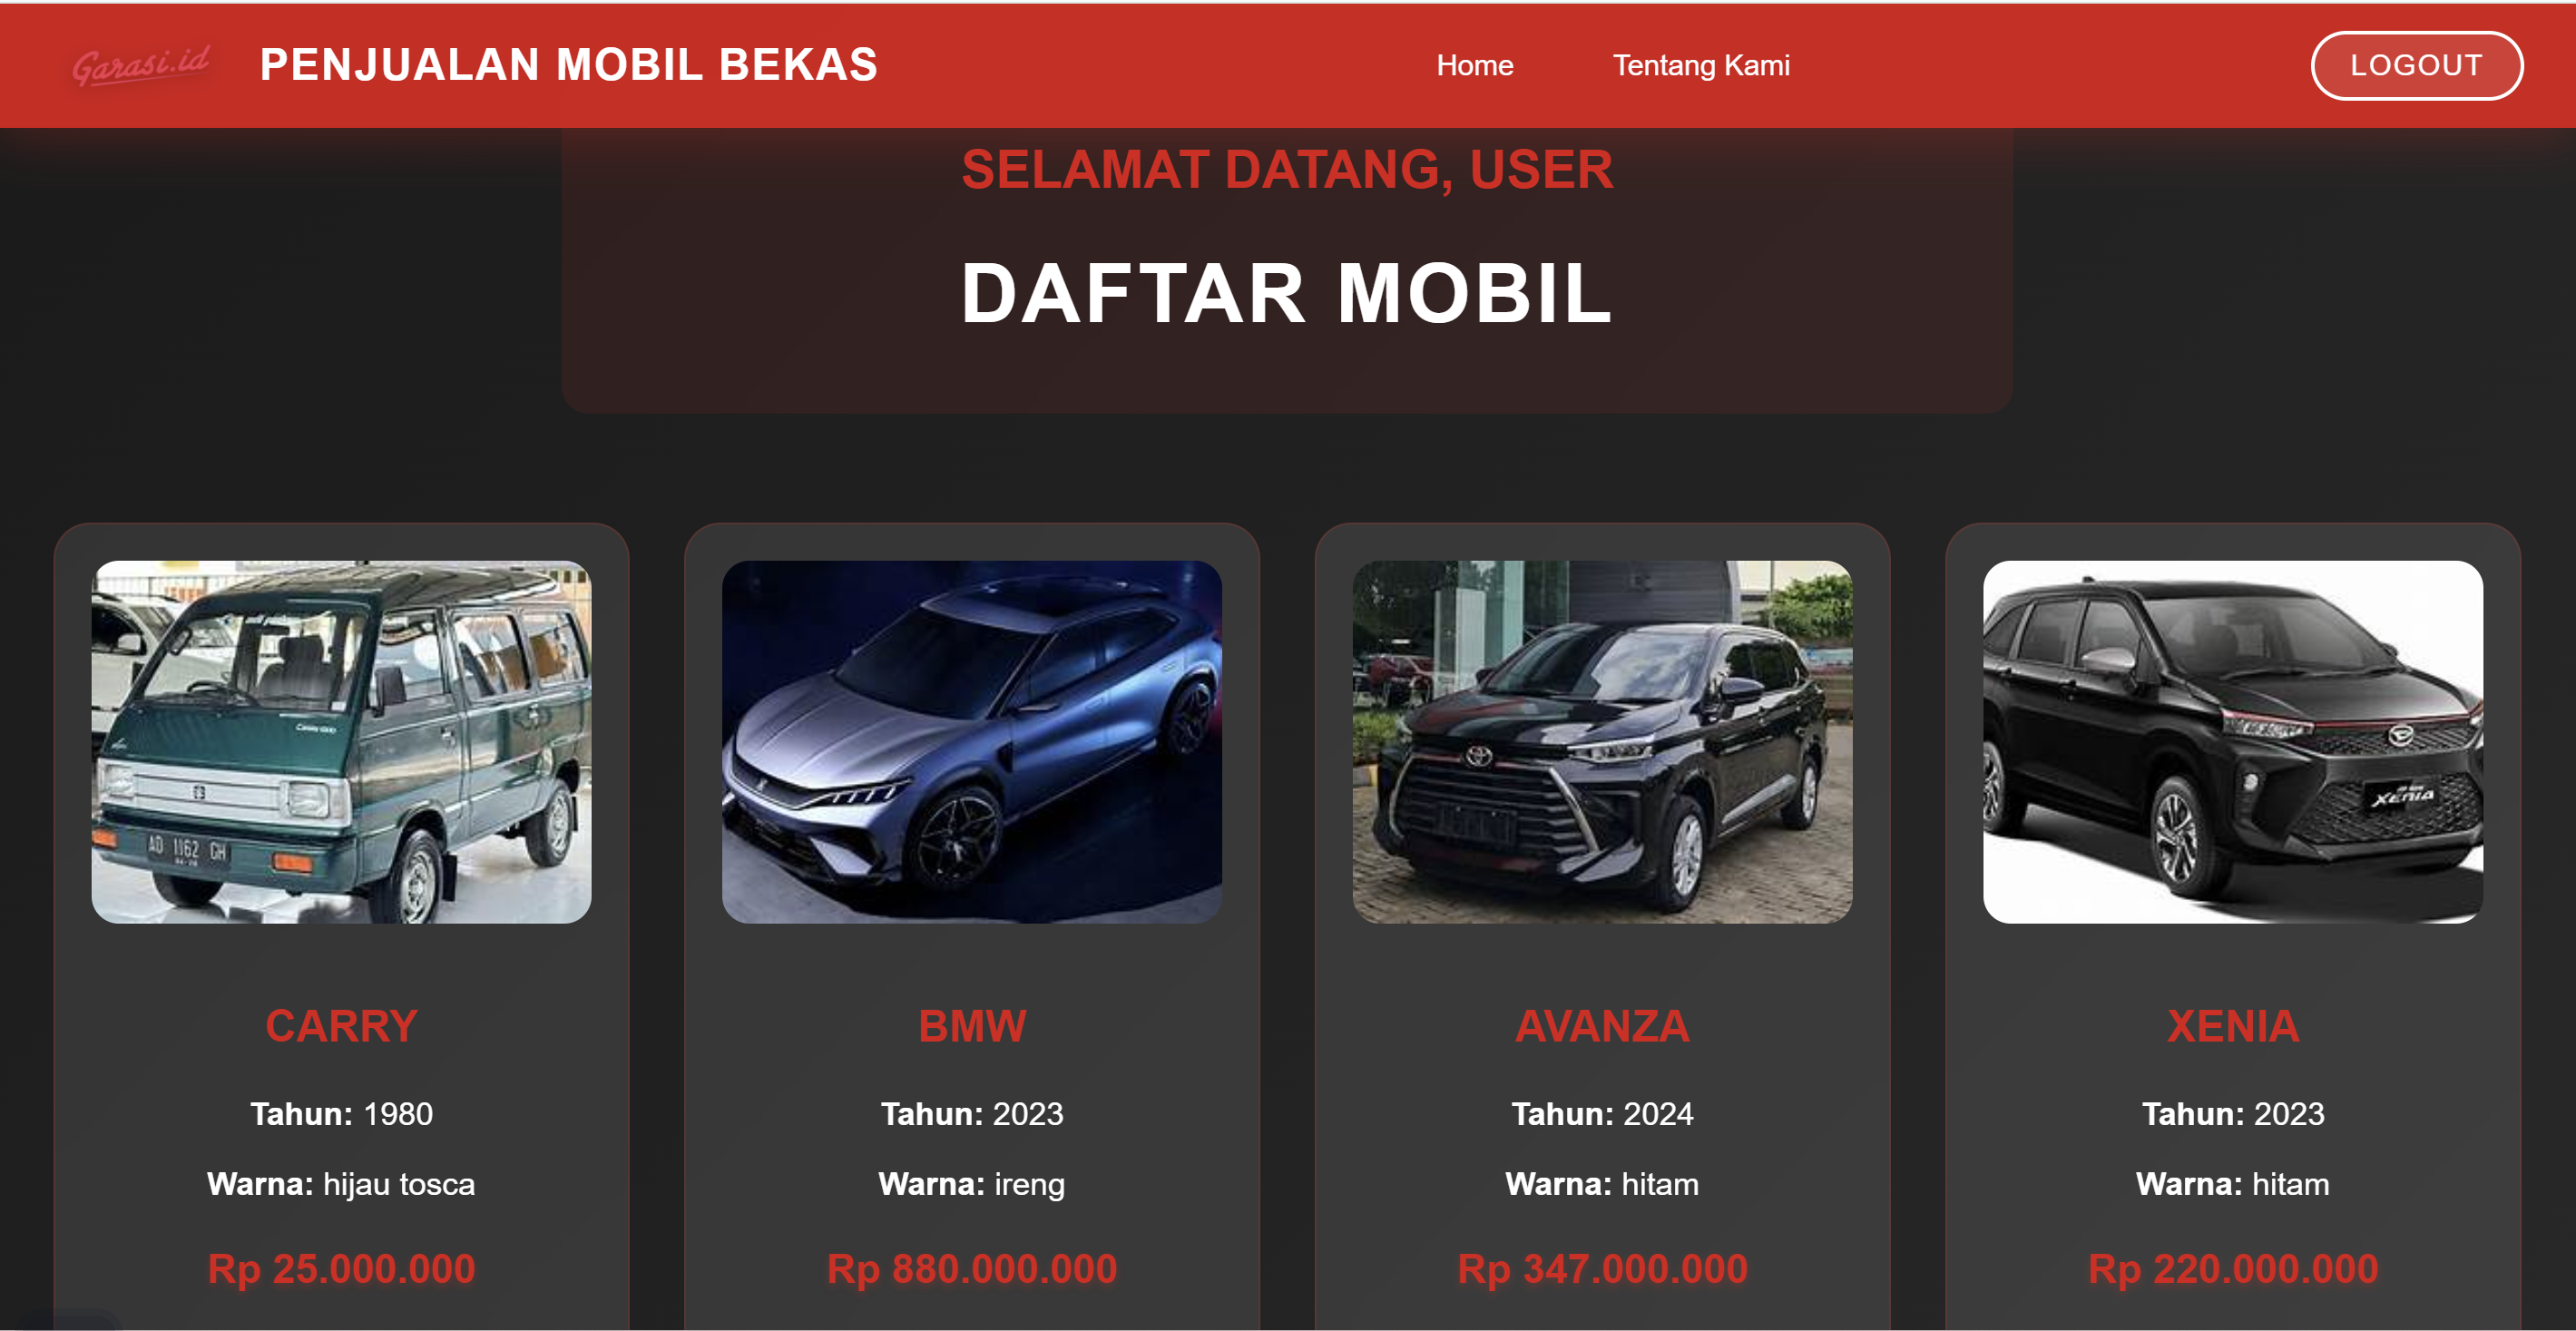 Garasi.id
PENJUALAN MOBIL BEKAS
Home
Tentang Kami
LOGOUT
SELAMAT DATANG, USER
DAFTAR MOBIL
Carry
AD 1162 GH
XENIA
CARRY
Tahun: 1980
Warna: hijau tosca
Rp 25.000.000
BMW
Tahun: 2023
Warna: ireng
Rp 880.000.000
AVANZA
Tahun: 2024
Warna: hitam
Rp 347.000.000
XENIA
Tahun: 2023
Warna: hitam
Rp 220.000.000